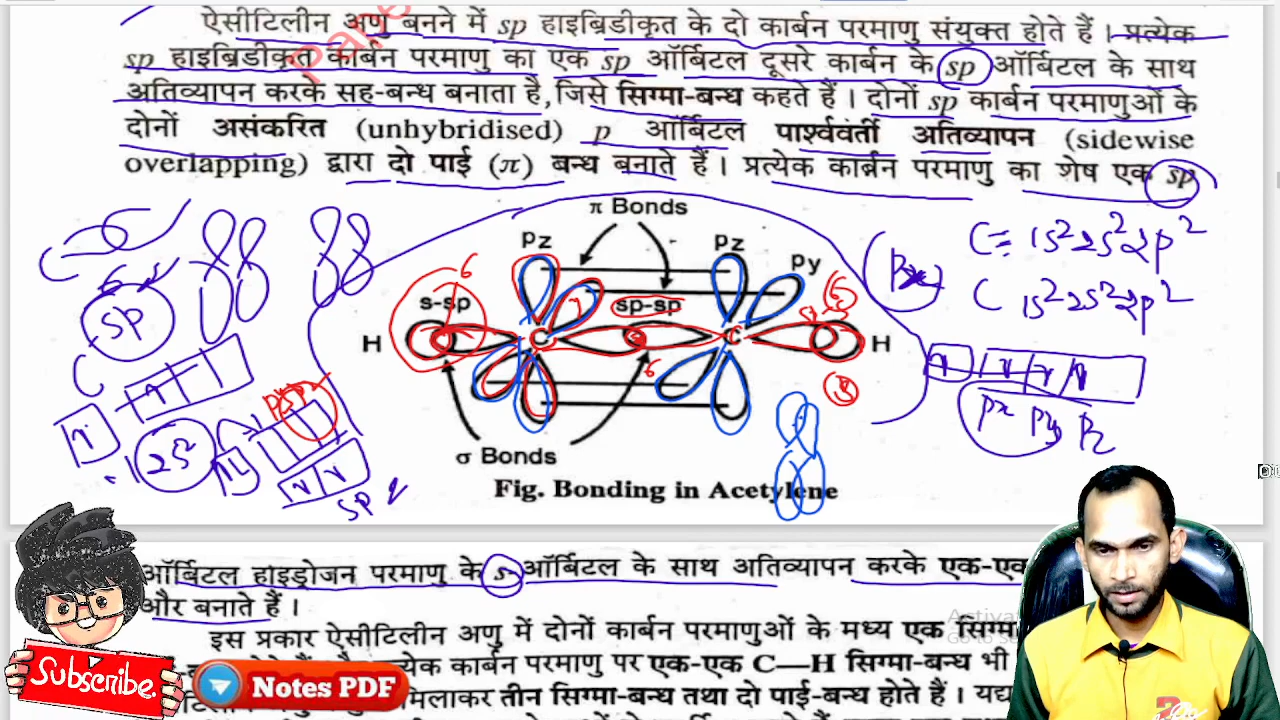 ऐसीटिलीन अणु बनने में sp हाइब्रिडीकृत के दो कार्बन परमाणु संयुक्त होते हैं। प्रत्येक
sp हाइब्रिडीकृत कार्बन परमाणु का एक sp ऑर्बिटल दूसरे कार्बन के sp ऑर्बिटल के साथ
अतिव्यापन करके सह-बन्ध बनाता है, जिसे सिग्मा-बन्ध कहते हैं। दोनों sp कार्बन परमाणुओं के
दोनों असंकरित (unhybridised) p ऑर्बिटल पार्श्ववर्ती अतिव्यापन (sidewise
overlapping) द्वारा दो पाई (π) बन्ध बनाते हैं। प्रत्येक कार्बन परमाणु का शेष एक sp
π Bonds
C = 1s² 2s² 2p²
C 1s² 2s² 2p²
pz pz py
s-sp sp-sp
sp
H C C H
2s²
px py pz
sp
σ Bonds
Fig. Bonding in Acetylene
ऑर्बिटल हाइड्रोजन परमाणु के s ऑर्बिटल के साथ अतिव्यापन करके एक-एक
और बनाते हैं।
इस प्रकार ऐसीटिलीन अणु में दोनों कार्बन परमाणुओं के मध्य एक
कार्बन परमाणु पर एक-एक C—H सिग्मा-बन्ध भी
मिलाकर तीन सिग्मा-बन्ध तथा दो पाई-बन्ध होते हैं।
Subscribe.
Notes PDF